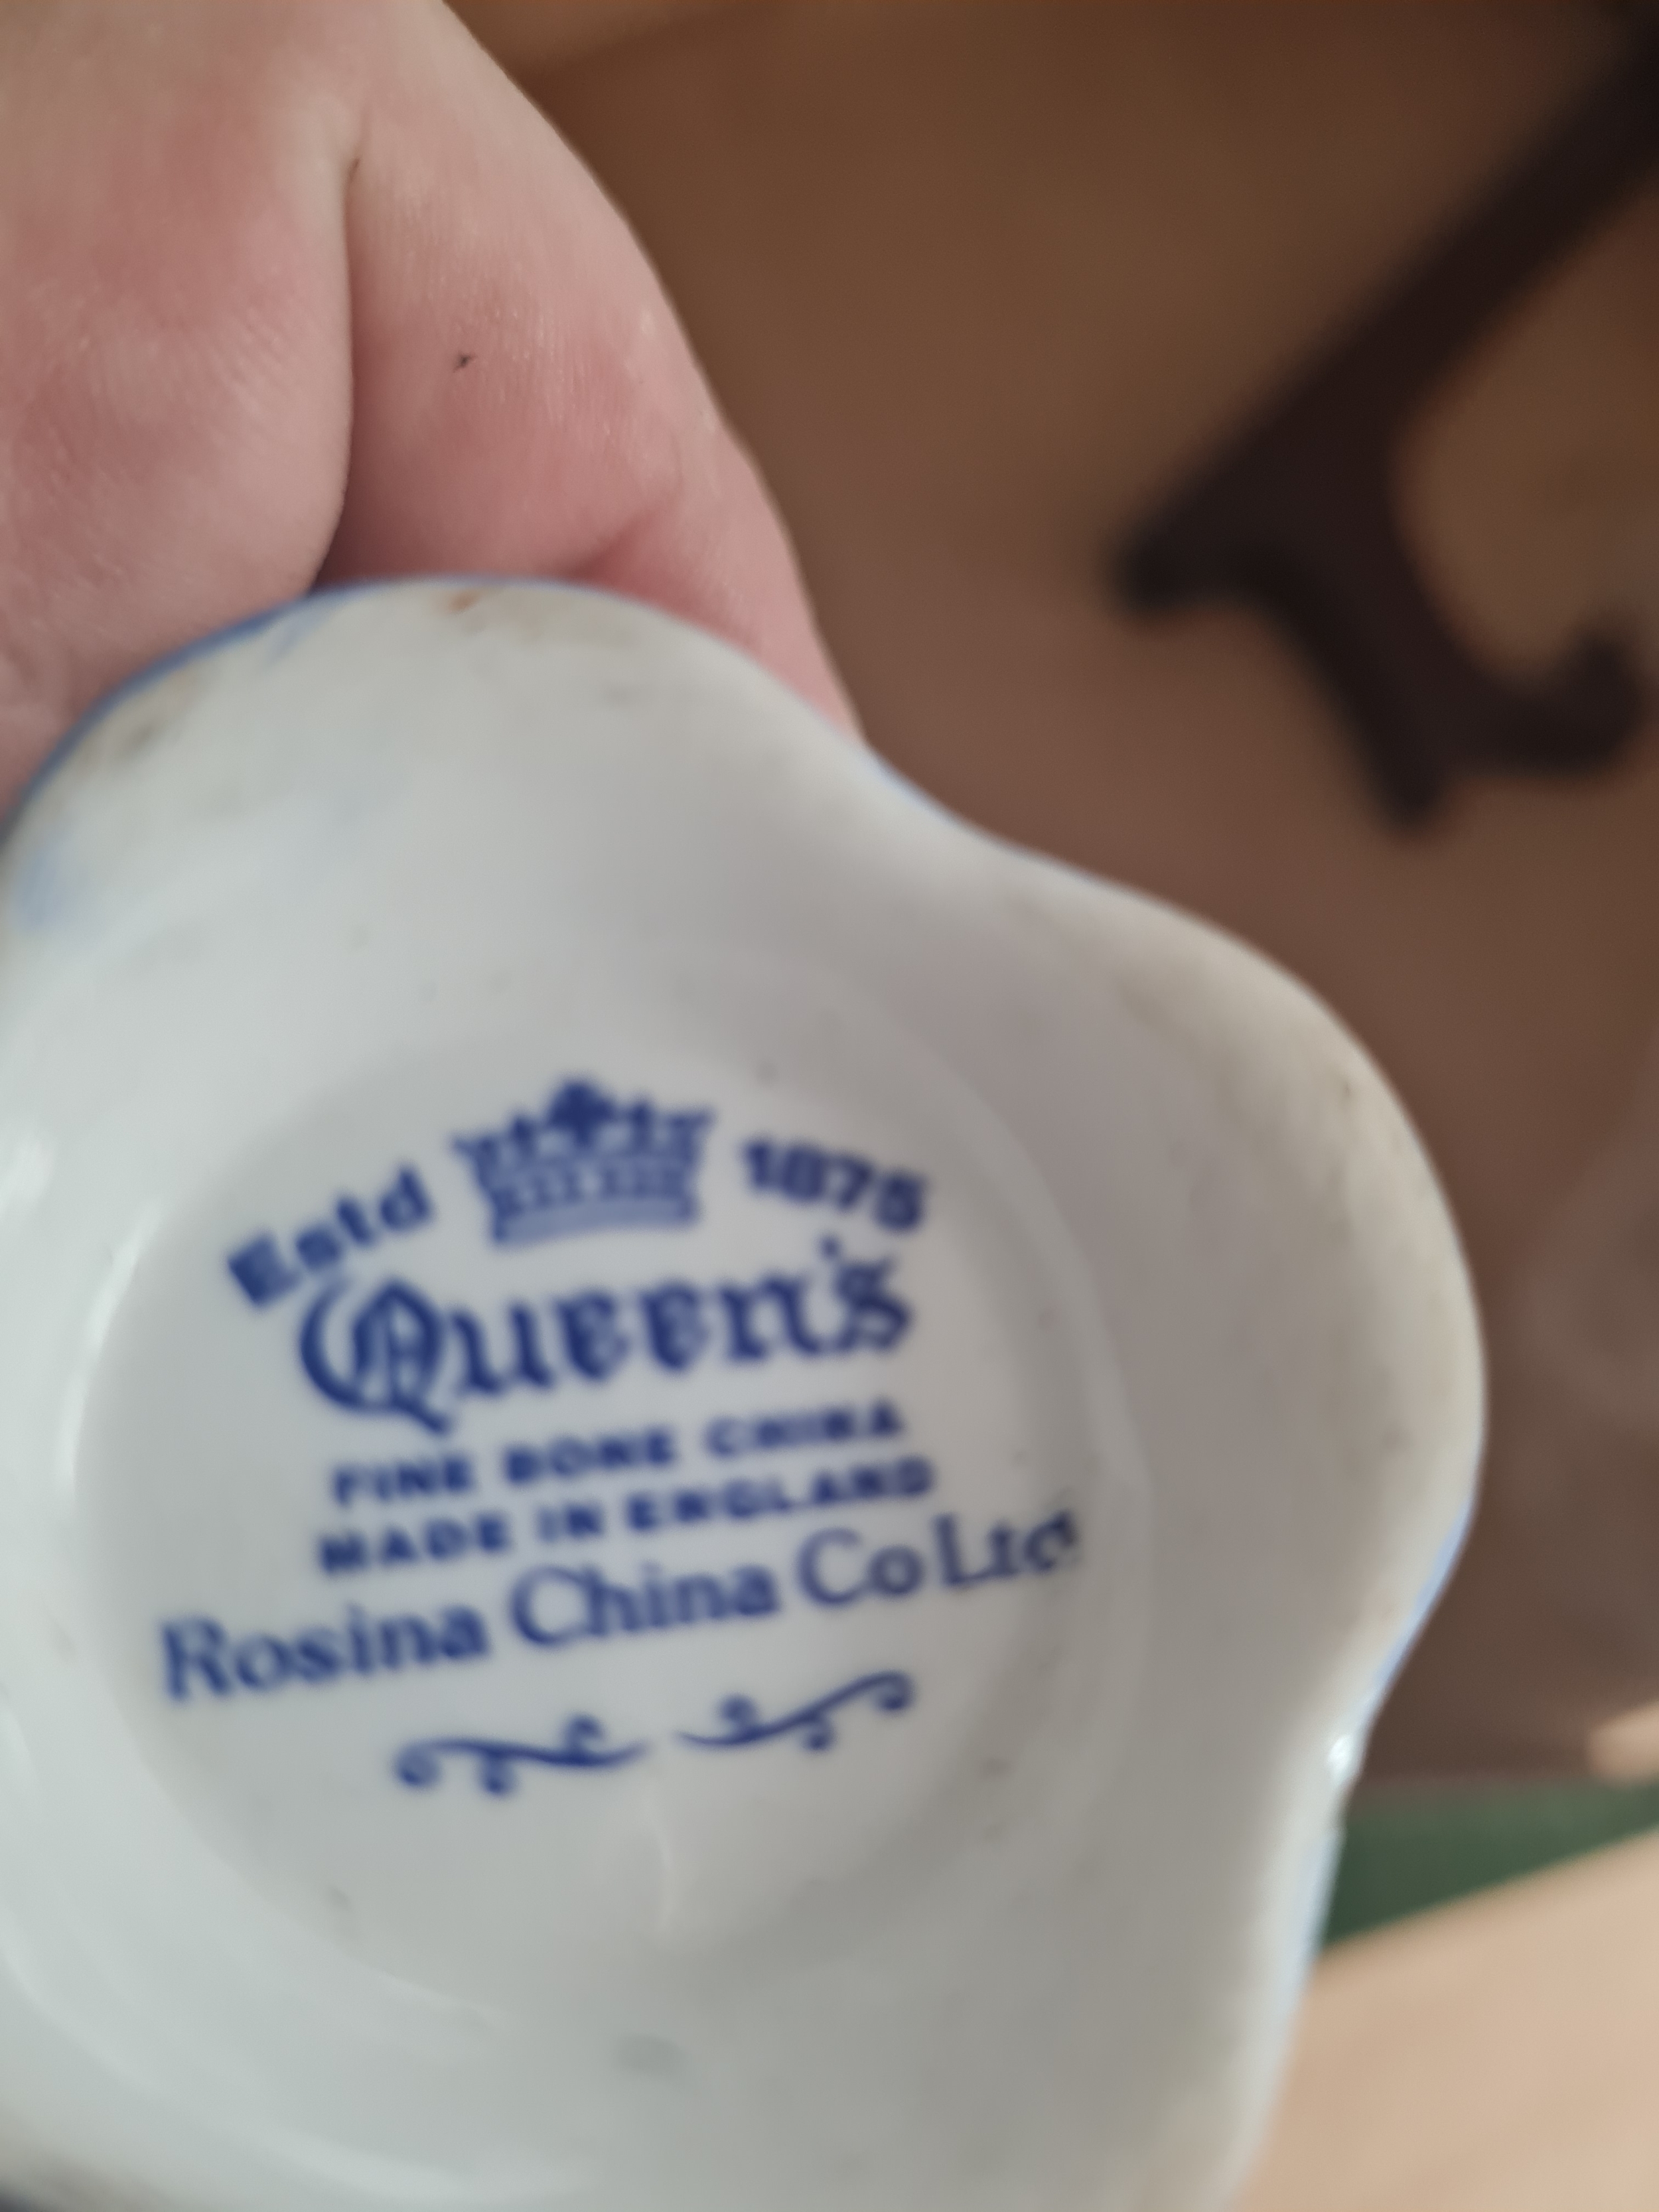 Estd 1875
Queen's
FINE BONE CHINA
MADE IN ENGLAND
Rosina China Co Ltd